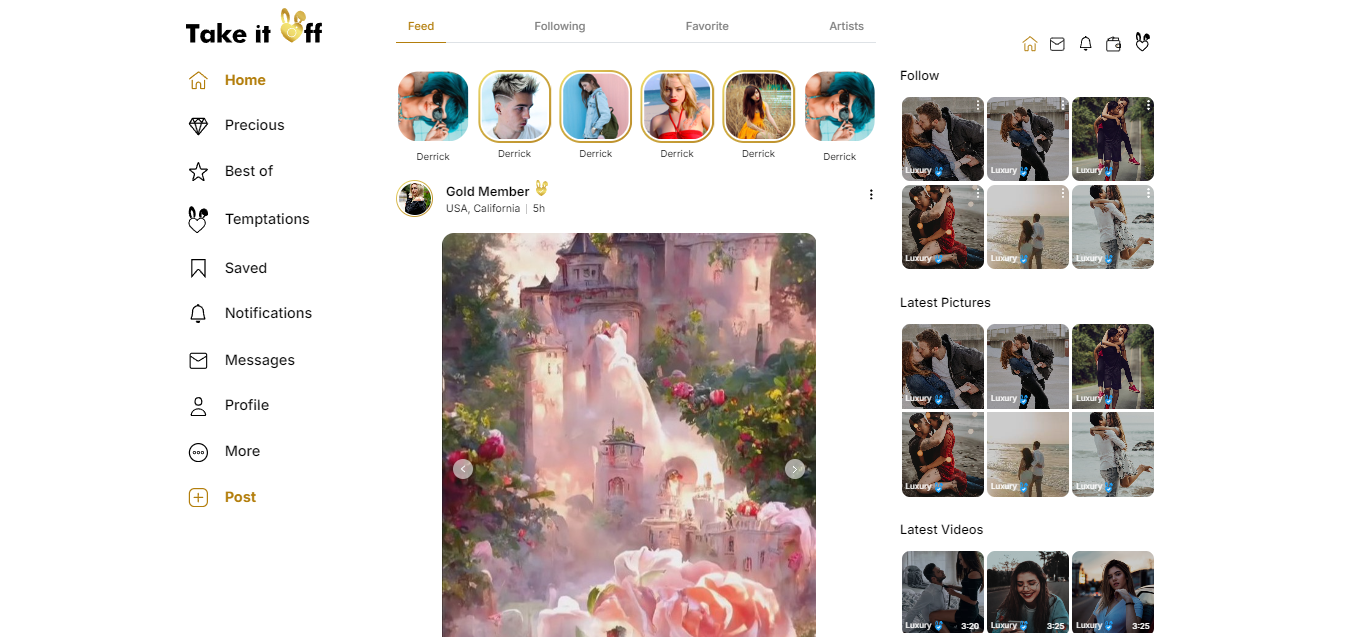 Take it Off
Home
Precious
Best of
Temptations
Saved
Notifications
Messages
Profile
More
Post
Feed
Following
Favorite
Artists
Derrick
Derrick
Derrick
Derrick
Derrick
Derrick
Gold Member
USA, California | 5h
Follow
Luxury
Luxury
Luxury
Luxury
Luxury
Luxury
Latest Pictures
Luxury
Luxury
Luxury
Luxury
Luxury
Luxury
Latest Videos
Luxury 3:20
Luxury 3:25
Luxury 3:25